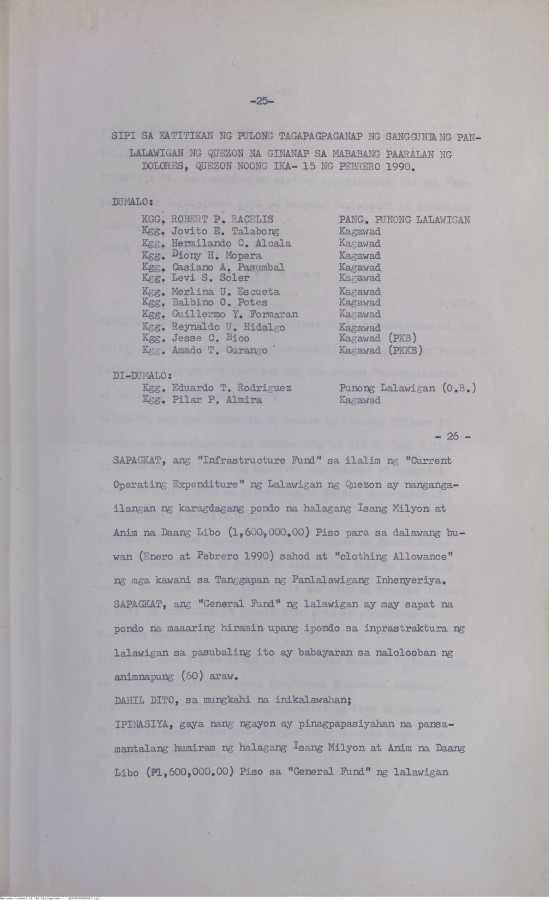 -25-
SIPI SA KATITIKAN NG PULONG TAGAPAGPAGANAP NG SANGGUNIANG PAN-
LALAWIGAN NG QUEZON NA GINANAP SA MABABANG PAARALAN NG
DOLORES, QUEZON NOONG IKA- 15 NG PEBRERO 1990.
DUMALO:
KGG. ROBERT P. RACELIS PANG. PUNONG LALAWIGAN
Kgg. Jovito E. Talabong Kagawad
Kgg. Hermilando C. Alcala Kagawad
Kgg. Diony H. Mopera Kagawad
Kgg. Casiano A. Pasumbal Kagawad
Kgg. Levi S. Soler Kagawad
Kgg. Merlina U. Escueta Kagawad
Kgg. Balbino C. Potes Kagawad
Kgg. Guillermo Y. Formaran Kagawad
Kgg. Reynaldo U. Hidalgo Kagawad
Kgg. Jesse C. Bico Kagawad (PKB)
Kgg. Amado T. Gurango Kagawad (PKKB)
DI-DUMALO:
Kgg. Eduardo T. Rodriguez Punong Lalawigan (O.B.)
Kgg. Pilar P. Almira Kagawad
- 26 -
SAPAGKAT, ang "Infrastructure Fund" sa ilalim ng "Current
Operating Expenditure" ng Lalawigan ng Quezon ay nanganga-
ilangan ng karagdagang pondo na halagang Isang Milyon at
Anim na Daang Libo (1,600,000.00) Piso para sa dalawang bu-
wan (Enero at Pebrero 1990) sahod at "clothing Allowance"
ng mga kawani sa Tanggapan ng Panlalawigang Inhenyeriya.
SAPAGKAT, ang "General Fund" ng lalawigan ay may sapat na
pondo na maaaring hiramin upang ipondo sa inprastraktura ng
lalawigan sa pasubaling ito ay babayaran sa nalolooban ng
animnapung (60) araw.
DAHIL DITO, sa mungkahi na inikalawahan;
IPINASIYA, gaya nang ngayon ay pinagpapasiyahan na pansa-
mantalang humiram ng halagang Isang Milyon at Anim na Daang
Libo (P1,600,000.00) Piso sa "General Fund" ng lalawigan